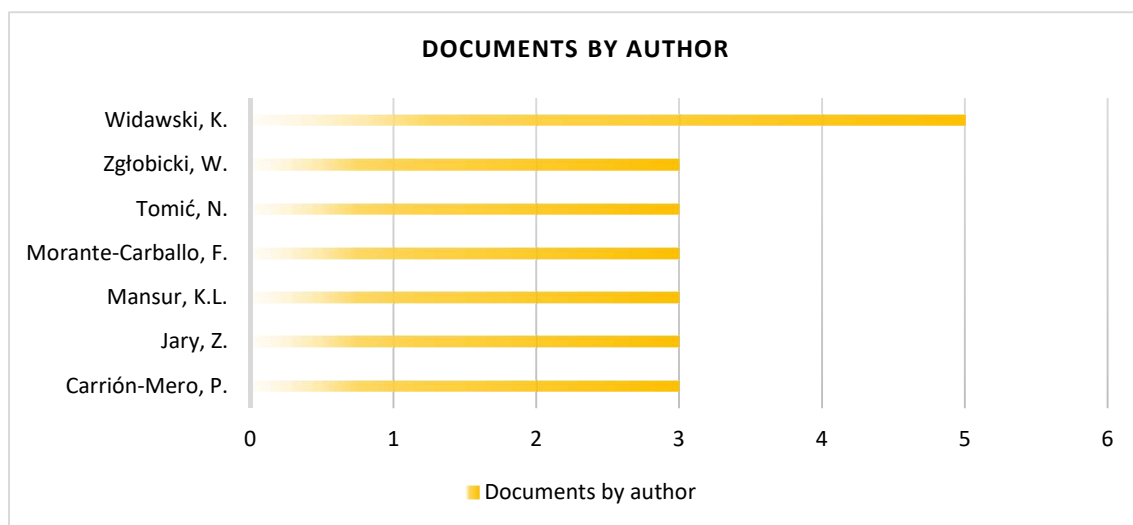 DOCUMENTS BY AUTHOR
Widawski, K.
Zgłobicki, W.
Tomić, N.
Morante-Carballo, F.
Mansur, K.L.
Jary, Z.
Carrión-Mero, P.
0 1 2 3 4 5 6
Documents by author